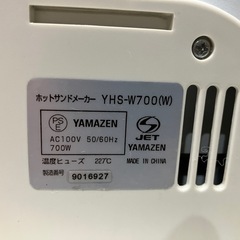 ホットサンドメーカー YHS-W700(W)
PS
E
YAMAZEN
AC100V 50/60Hz
700W
S
JET
YAMAZEN
温度ヒューズ 227℃ MADE IN CHINA
製造番号 9016927